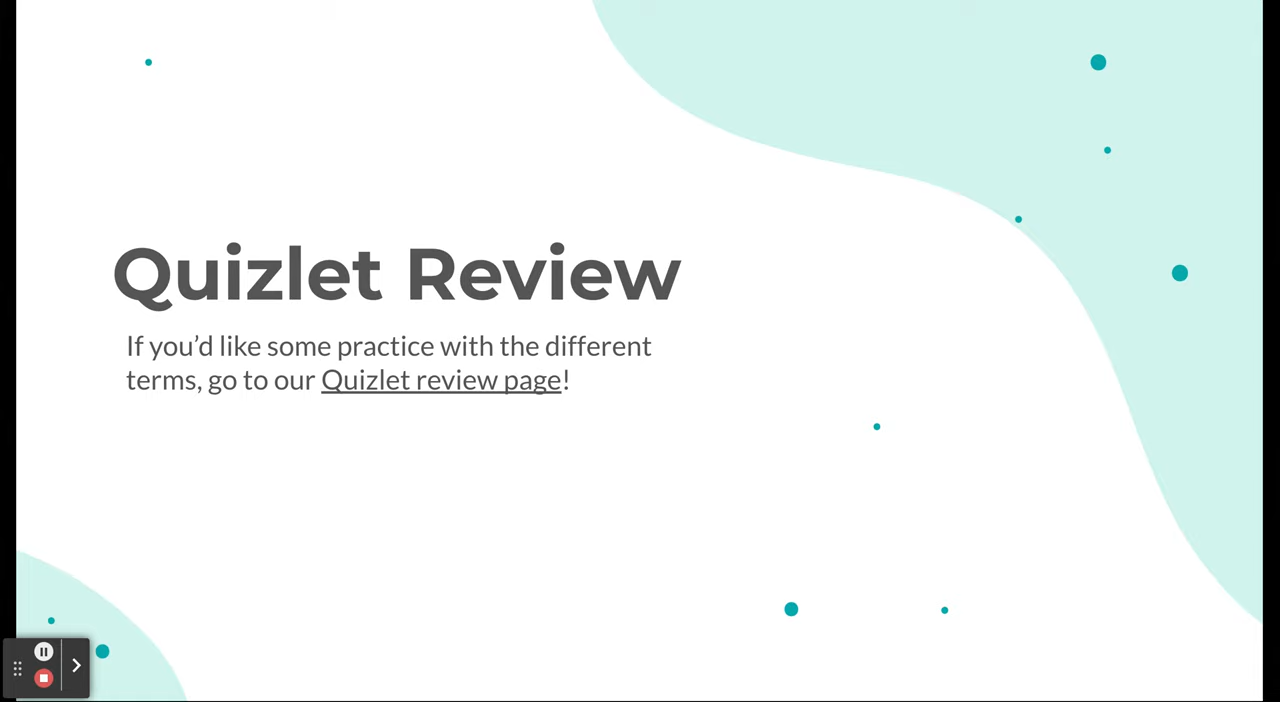 Quizlet Review
If you’d like some practice with the different
terms, go to our Quizlet review page!